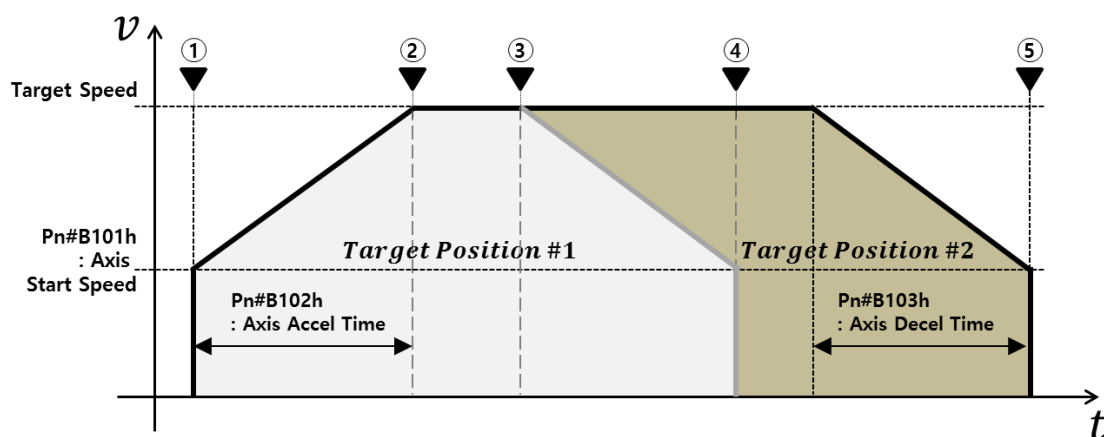 v
① ② ③ ④ ⑤
Target Speed
Pn#B101h
: Axis
Start Speed
Target Position #1
Target Position #2
Pn#B102h
: Axis Accel Time
Pn#B103h
: Axis Decel Time
t